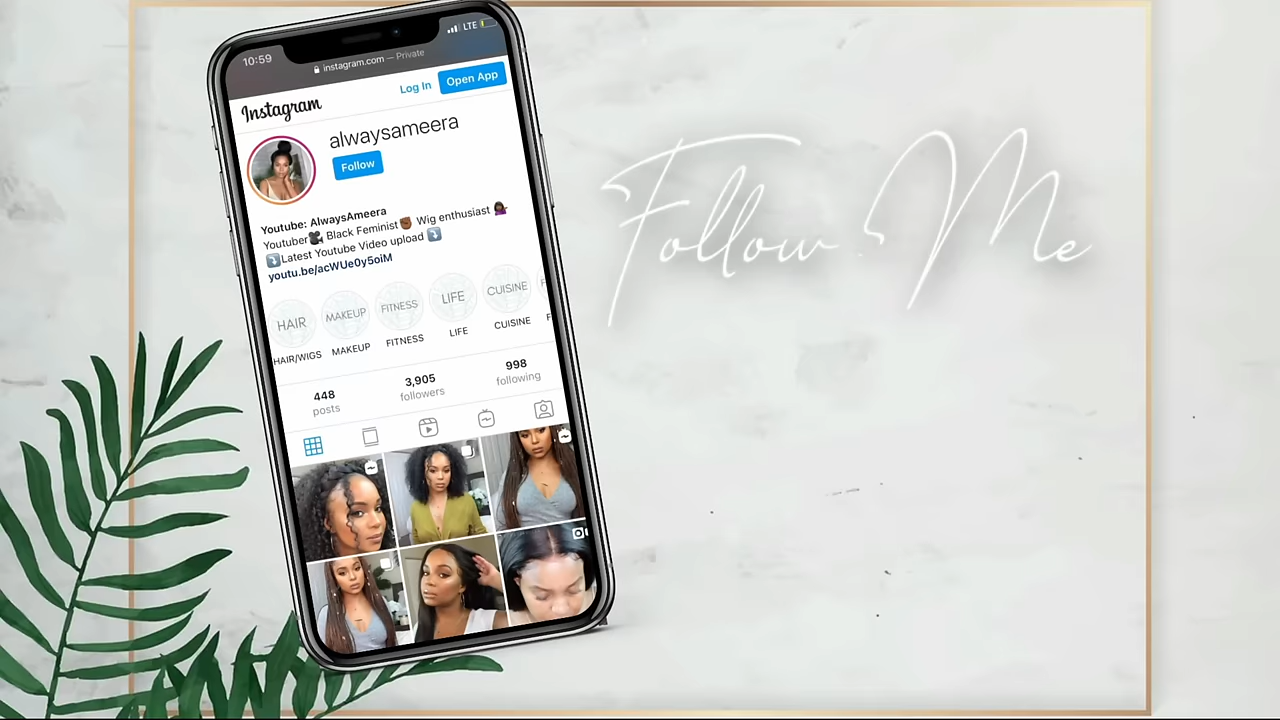 10:59
LTE
instagram.com — Private
Instagram
Log In
Open App
alwaysameera
Follow
Youtube: AlwaysAmeera
Youtuber🎥 Black Feminist✊🏾 Wig enthusiast 💁🏾‍♀️
⤵️Latest Youtube Video upload ⤵️
youtu.be/acWUe0y5oiM
HAIR
MAKEUP
FITNESS
LIFE
CUISINE
F
HAIR/WIGS
MAKEUP
FITNESS
LIFE
CUISINE
F
448
posts
3,905
followers
998
following
Follow Me